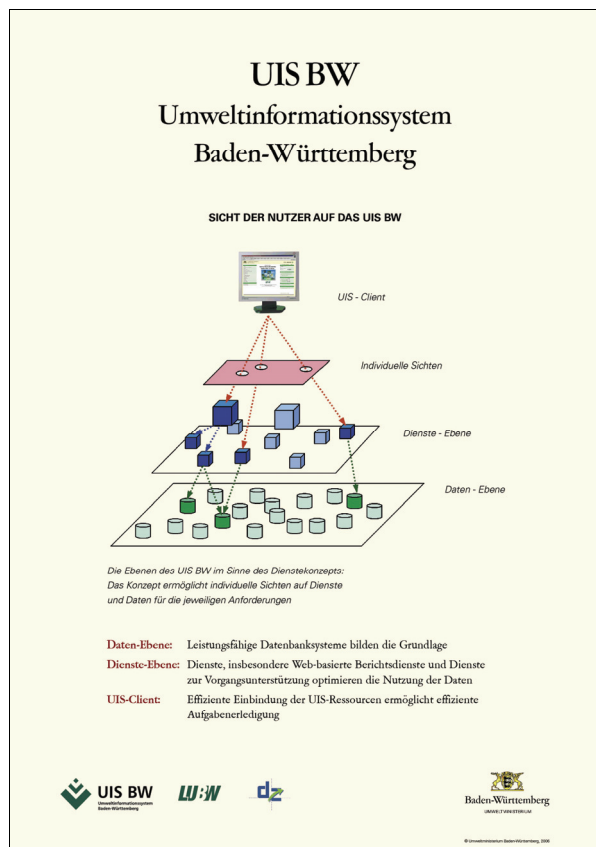 UIS BW
Umweltinformationssystem
Baden-Württemberg
SICHT DER NUTZER AUF DAS UIS BW
UIS - Client
Individuelle Sichten
Dienste - Ebene
Daten - Ebene
Die Ebenen des UIS BW im Sinne des Dienstekonzepts:
Das Konzept ermöglicht individuelle Sichten auf Dienste
und Daten für die jeweiligen Anforderungen
Daten-Ebene: Leistungsfähige Datenbanksysteme bilden die Grundlage
Dienste-Ebene: Dienste, insbesondere Web-basierte Berichtsdienste und Dienste
zur Vorgangsunterstützung optimieren die Nutzung der Daten
UIS-Client: Effiziente Einbindung der UIS-Ressourcen ermöglicht effiziente
Aufgabenerledigung
UIS BW
Umweltinformationssystem
Baden-Württemberg
LUBW
dz
Baden-Württemberg
UMWELTMINISTERIUM
© Umweltministerium Baden-Württemberg, 2006